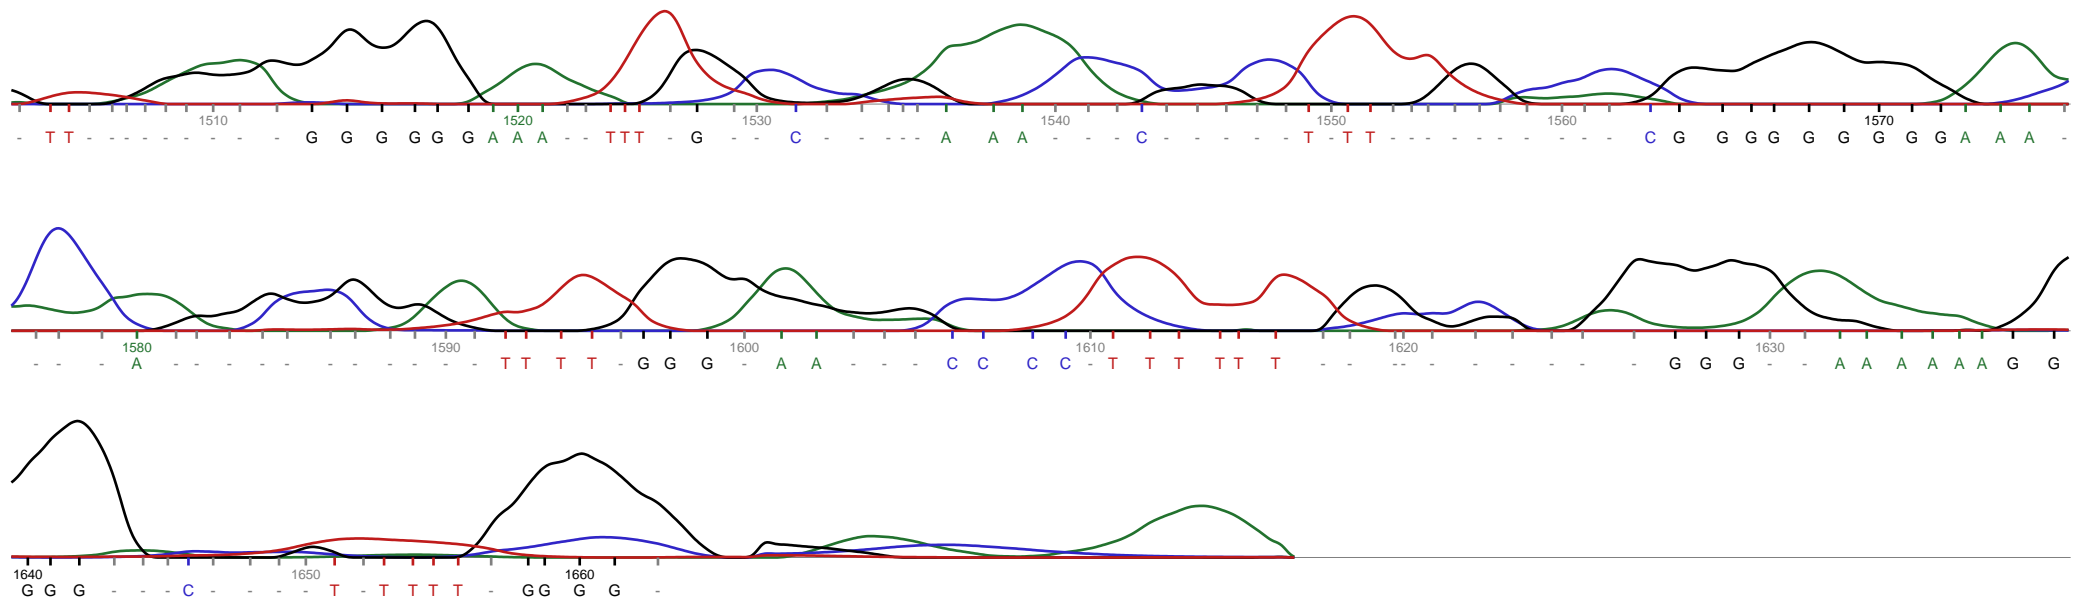 1510 1520 1530 1540 1550 1560 1570
- T T - - - - - - - - - G G G G G G A A A - - T T T - G - - C - - - - - A A A - - - C - - - - - T - T T - - - - - - - - - - C G G G G G G G G G A A A -
1580 1590 1600 1610 1620 1630
- - - A - - - - - - - - - - - T T T T - G G G - A A - - - C C C C - T T T T T T - - - - - - - - - - G G G - - A A A A A A G G
1640 1650 1660
G G G - - - C - - - - T - T T T T - G G G G -